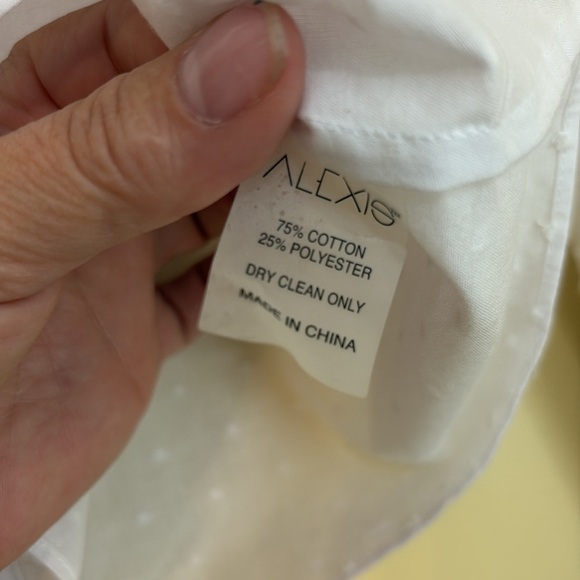 ALEXIS
75% COTTON
25% POLYESTER
DRY CLEAN ONLY
MADE IN CHINA